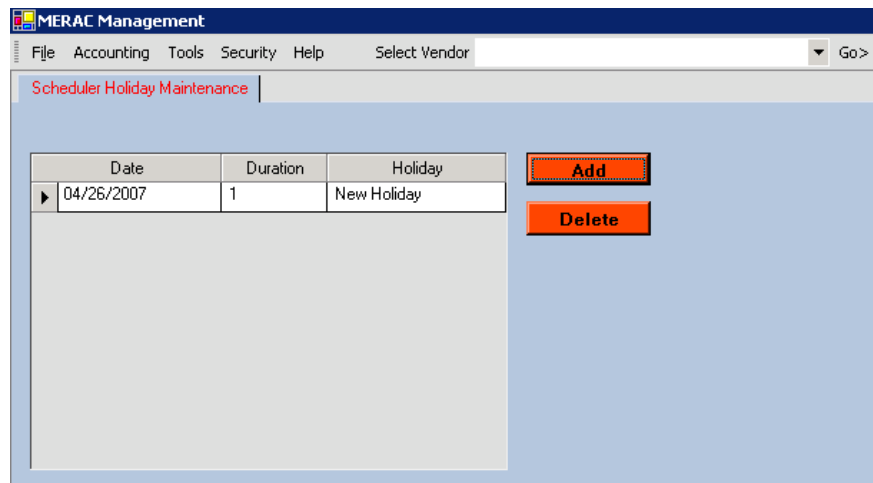 MERAC Management
File Accounting Tools Security Help Select Vendor Go>
Scheduler Holiday Maintenance
Date Duration Holiday Add
04/26/2007 1 New Holiday
Delete